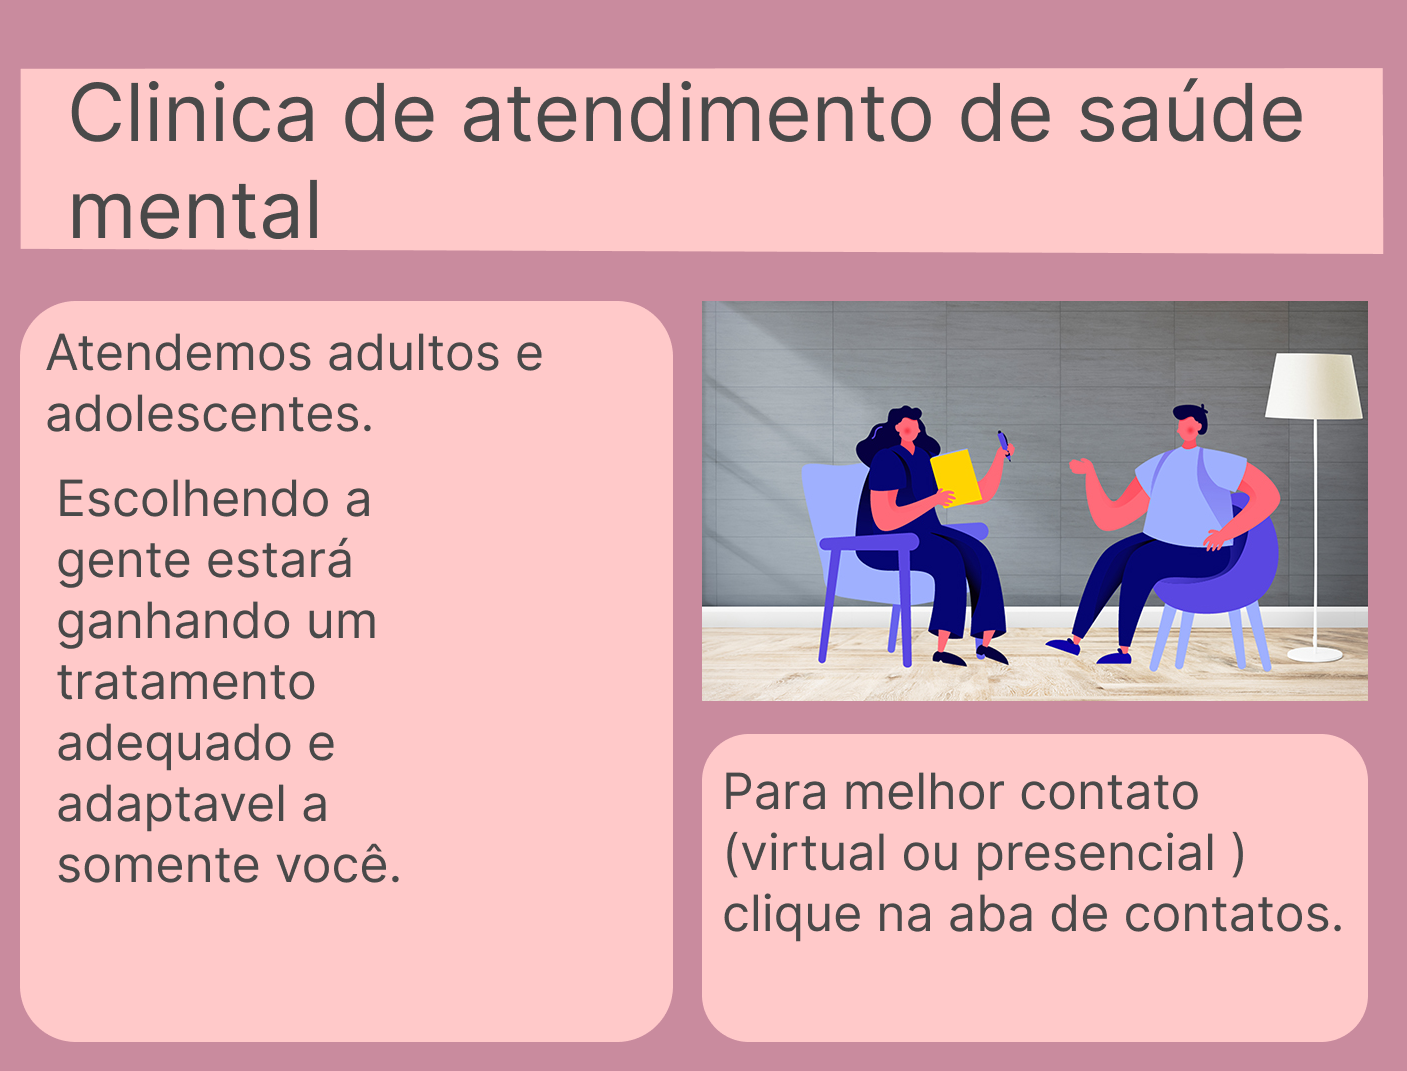 Clinica de atendimento de saúde
mental
Atendemos adultos e
adolescentes.
Escolhendo a
gente estará
ganhando um
tratamento
adequado e
adaptavel a
somente você.
Para melhor contato
(virtual ou presencial )
clique na aba de contatos.